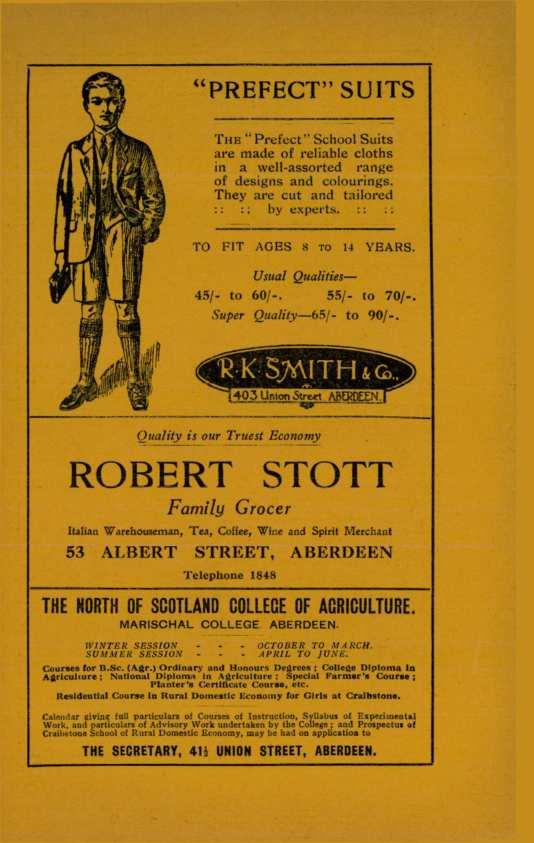 "PREFECT" SUITS
THE "Prefect" School Suits
are made of reliable cloths
in a well-assorted range
of designs and colourings.
They are cut and tailored
:: :: by experts. :: ::
TO FIT AGES 8 TO 14 YEARS.
Usual Qualities—
45/- to 60/-. 55/- to 70/-.
Super Quality—65/- to 90/-.
R·K·SMITH & Co.,
403 Union Street. ABERDEEN.
Quality is our Truest Economy
ROBERT STOTT
Family Grocer
Italian Warehouseman, Tea, Coffee, Wine and Spirit Merchant
53 ALBERT STREET, ABERDEEN
Telephone 1848
THE NORTH OF SCOTLAND COLLEGE OF AGRICULTURE.
MARISCHAL COLLEGE. ABERDEEN.
WINTER SESSION - - - OCTOBER TO MARCH.
SUMMER SESSION - - - APRIL TO JUNE.
Courses for B.Sc. (Agr.) Ordinary and Honours Degrees; College Diploma in
Agriculture; National Diploma in Agriculture; Special Farmer's Course;
Planter's Certificate Course, etc.
Residential Course in Rural Domestic Economy for Girls at Craibstone.
Calendar giving full particulars of Courses of Instruction, Syllabus of Experimental
Work, and particulars of Advisory Work undertaken by the College; and Prospectus of
Craibstone School of Rural Domestic Economy, may be had on application to
THE SECRETARY, 41½ UNION STREET, ABERDEEN.